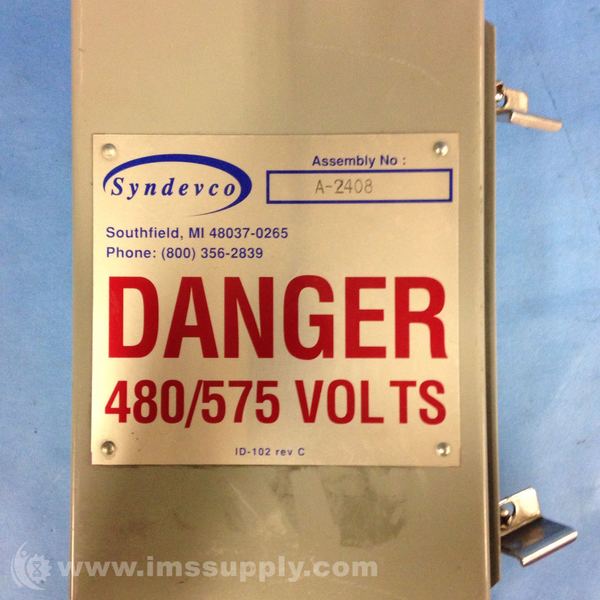 Syndevco
Assembly No :
A-2408
Southfield, MI 48037-0265
Phone: (800) 356-2839
DANGER
480/575 VOLTS
ID-102 rev C
www.imssupply.com